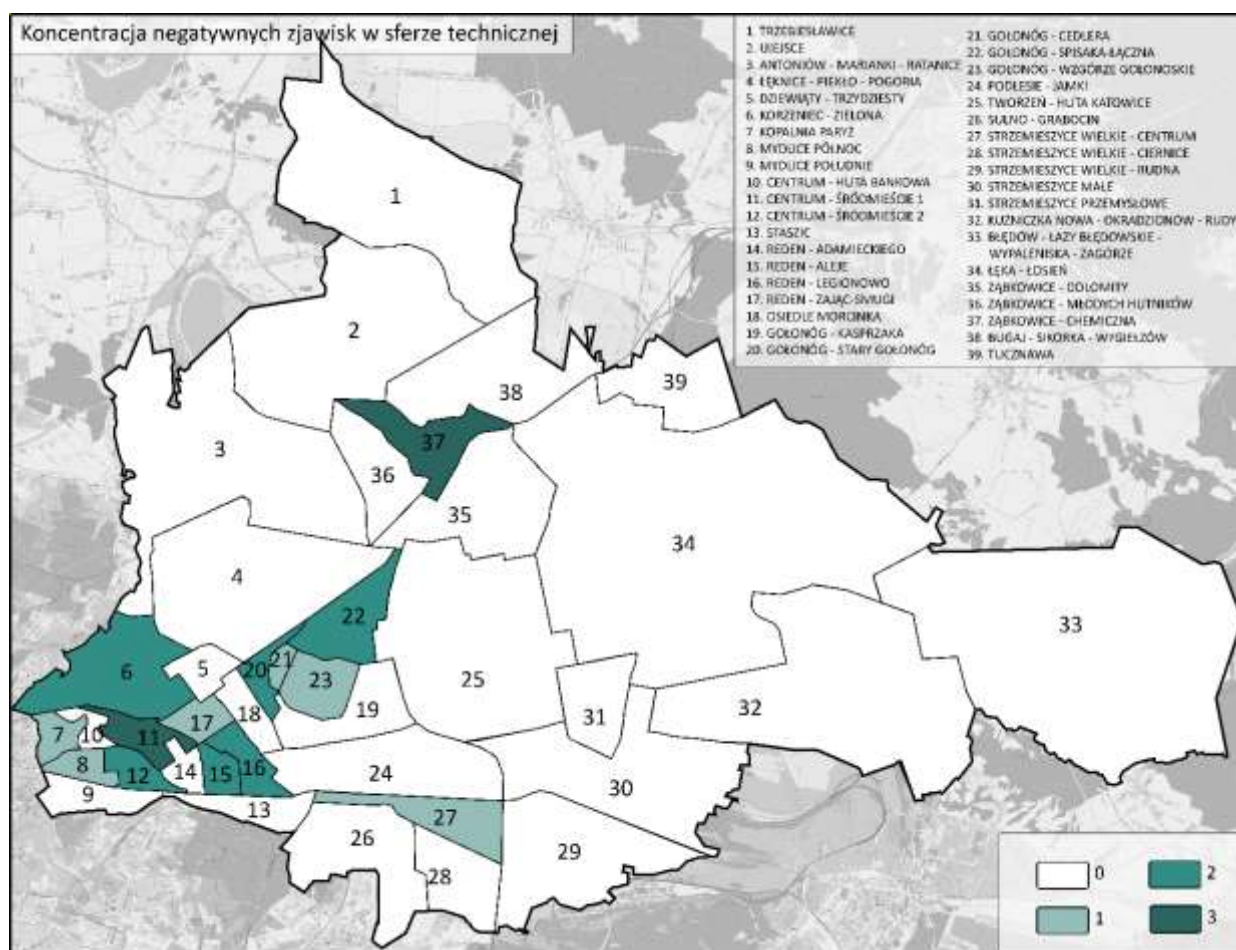 Koncentracja negatywnych zjawisk w sferze technicznej
1. TRZEBIESŁAWICE
2. UJEJSCE
3. ANTONIÓW - MARIANKI - RATANICE
4. ŁĘKNICE - PIEKŁO - POGORIA
5. DZIEWIĄTY - TRZYDZIESTY
6. KORZENIEC - ZIELONA
7. KOPALNIA PARYŻ
8. MYDLICE PÓŁNOC
9. MYDLICE POŁUDNIE
10. CENTRUM - HUTA BANKOWA
11. CENTRUM - ŚRÓDMIEŚCIE 1
12. CENTRUM - ŚRÓDMIEŚCIE 2
13. STASZIC
14. REDEN - ADAMIECKIEGO
15. REDEN - ALEJE
16. REDEN - LEGIONOWO
17. REDEN - ZAJĄC-SMUGI
18. OSIEDLE MORCINKA
19. GOŁONÓG - KASPRZAKA
20. GOŁONÓG - STARY GOŁONÓG
21. GOŁONÓG - CEDLERA
22. GOŁONÓG - SPISAKA-ŁĄCZNA
23. GOŁONÓG - WZGÓRZE GOŁONOSKIE
24. PODLESIE - JAMKI
25. TWORZEŃ - HUTA KATOWICE
26. SULNO - GRABOCIN
27. STRZEMIESZYCE WIELKIE - CENTRUM
28. STRZEMIESZYCE WIELKIE - CIERNICE
29. STRZEMIESZYCE WIELKIE - RUDNA
30. STRZEMIESZYCE MAŁE
31. STRZEMIESZYCE PRZEMYSŁOWE
32. KUŹNICZKA NOWA - OKRADZIONÓW - RUDY
33. BŁĘDÓW - ŁAZY BŁĘDOWSKIE -
WYPALENISKA - ZAGÓRZE
34. ŁĘKA - ŁOSIEŃ
35. ZĄBKOWICE - DOLOMITY
36. ZĄBKOWICE - MŁODYCH HUTNIKÓW
37. ZĄBKOWICE - CHEMICZNA
38. BUGAJ - SIKORKA - WYGIEŁZÓW
39. TUCZNAWA
1
2
38
39
37
3
36
35
34
4
22
33
6
5
20
21
23
25
18
19
31
32
17
7
10
11
14
15
16
24
8
12
9
13
27
30
26
28
29
0
2
1
3